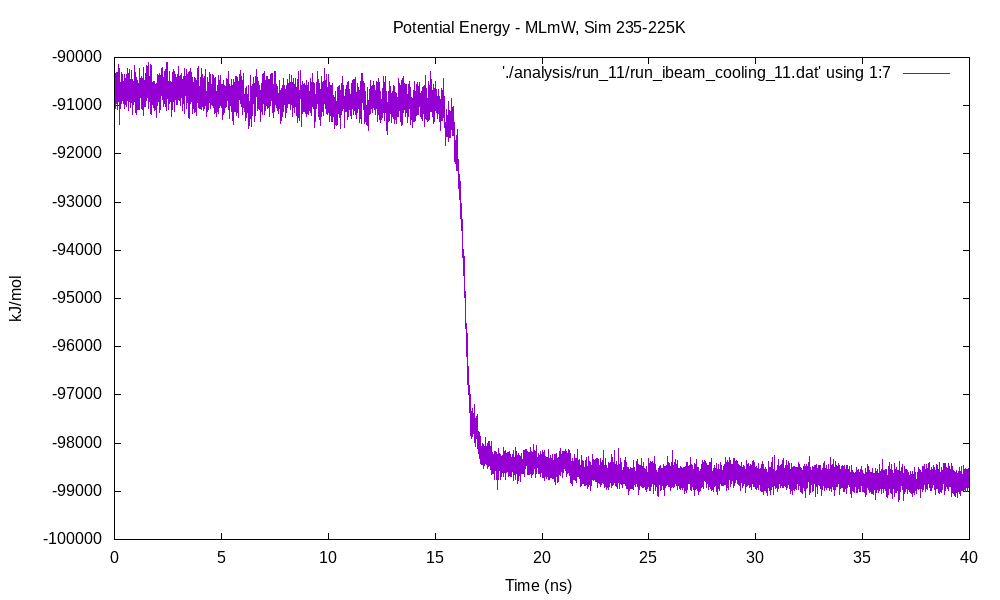 Potential Energy - MLmW, Sim 235-225K
'./analysis/run_11/run_ibeam_cooling_11.dat' using 1:7
-90000
-91000
-92000
-93000
-94000
-95000
-96000
-97000
-98000
-99000
-100000
kJ/mol
0 5 10 15 20 25 30 35 40
Time (ns)